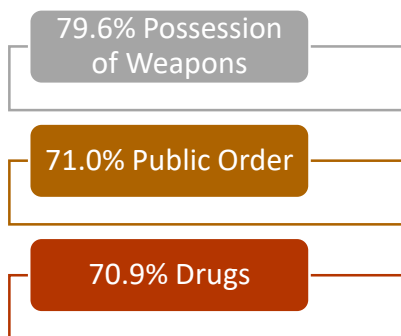 79.6% Possession
of Weapons
71.0% Public Order
70.9% Drugs